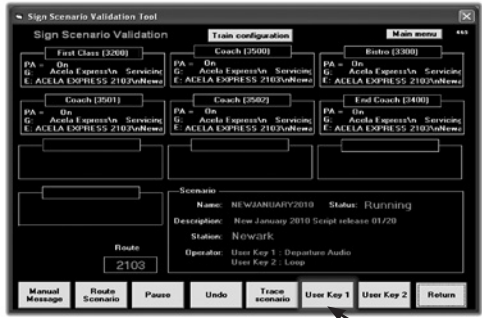 Sign Scenario Validation Tool
Sign Scenario Validation
Train configuration
Main menu
First Class (3200)
PA = On
G: Acela Express\n Servicing
E: ACELA EXPRESS 2103\nNewa
Coach (3500)
PA = On
G: Acela Express\n Servicing
E: ACELA EXPRESS 2103\nNewa
Bistro (3300)
PA = On
G: Acela Express\n Servicing
E: ACELA EXPRESS 2103\nNewa
Coach (3501)
PA = On
G: Acela Express\n Servicing
E: ACELA EXPRESS 2103\nNewa
Coach (3502)
PA = On
G: Acela Express\n Servicing
E: ACELA EXPRESS 2103\nNewa
End Coach (3400)
PA = On
G: Acela Express\n Servicing
E: ACELA EXPRESS 2103\nNewa
Scenario
Name: NEWJANUARY2010 Status: Running
Description: New January 2010 Script release 01/20
Station: Newark
Operator: User Key 1 : Departure Audio
User Key 2 : Loop
Route
2103
Manual Message
Route Scenario
Pause
Undo
Trace scenario
User Key 1
User Key 2
Return